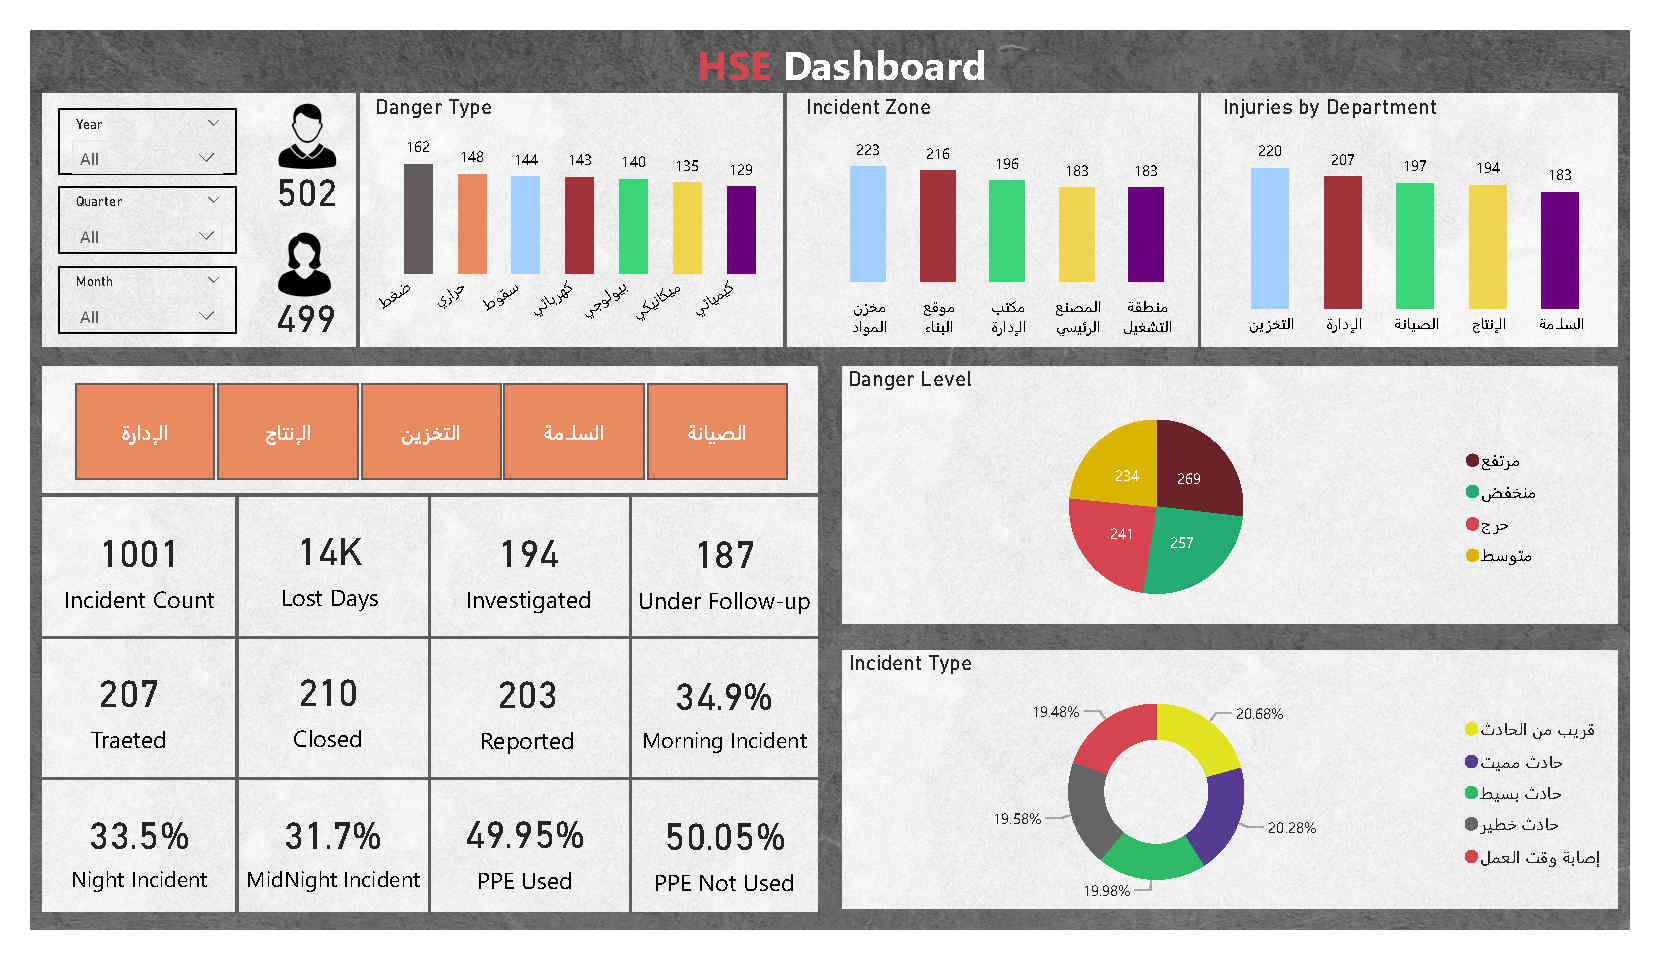 HSE Dashboard
Year
All
Quarter
All
Month
All
502
499
Danger Type
162
148
144
143
140
135
129
ضغط
حراري
سقوط
كهربائي
بيولوجي
ميكانيكي
كيميائي
Incident Zone
223
216
196
183
183
مخزن المواد
موقع البناء
مكتب الإدارة
المصنع الرئيسي
منطقة التشغيل
Injuries by Department
220
207
197
194
183
التخزين
الإدارة
الصيانة
الإنتاج
السلامة
الإدارة
الإنتاج
التخزين
السلامة
الصيانة
1001
Incident Count
14K
Lost Days
194
Investigated
187
Under Follow-up
207
Traeted
210
Closed
203
Reported
34.9%
Morning Incident
33.5%
Night Incident
31.7%
MidNight Incident
49.95%
PPE Used
50.05%
PPE Not Used
Danger Level
234
269
241
257
مرتفع
منخفض
حرج
متوسط
Incident Type
19.48%
20.68%
19.58%
20.28%
19.98%
قريب من الحادث
حادث مميت
حادث بسيط
حادث خطير
إصابة وقت العمل